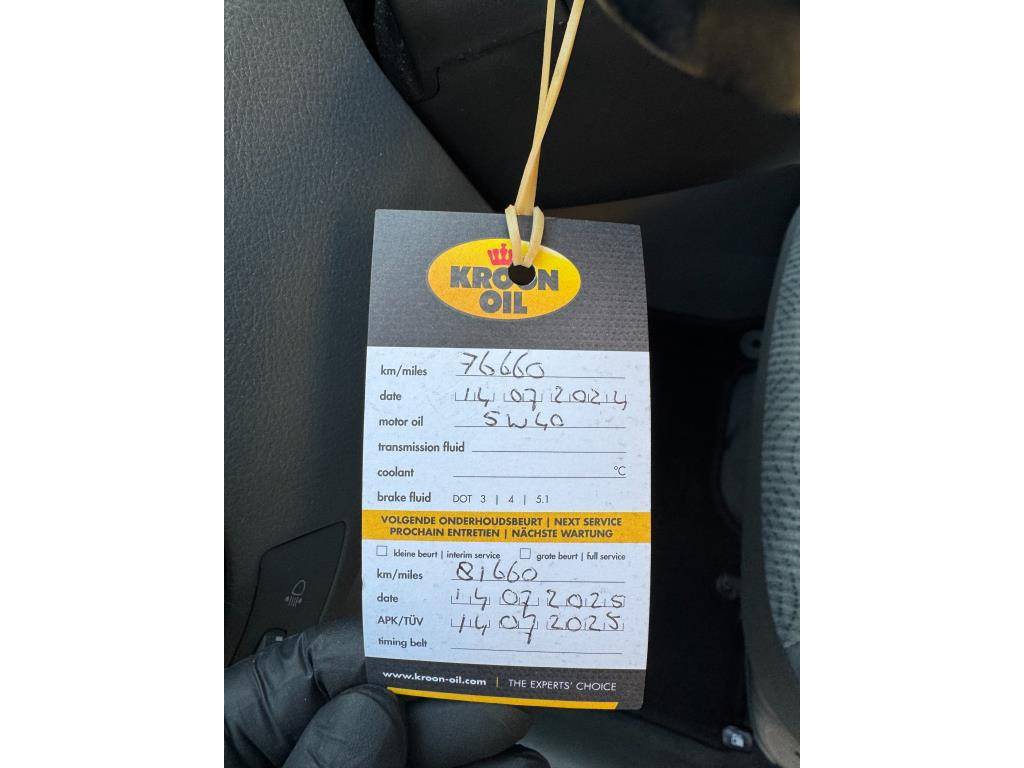 KROON
OIL
km/miles 76660
date 14 07 2024
motor oil 5W40
transmission fluid
coolant °C
brake fluid DOT 3 | 4 | 5.1
VOLGENDE ONDERHOUDSBEURT | NEXT SERVICE
PROCHAIN ENTRETIEN | NÄCHSTE WARTUNG
kleine beurt | interim service grote beurt | full service
km/miles 81660
date 14 07 2025
APK/TÜV 14 07 2025
timing belt
www.kroon-oil.com | THE EXPERTS' CHOICE